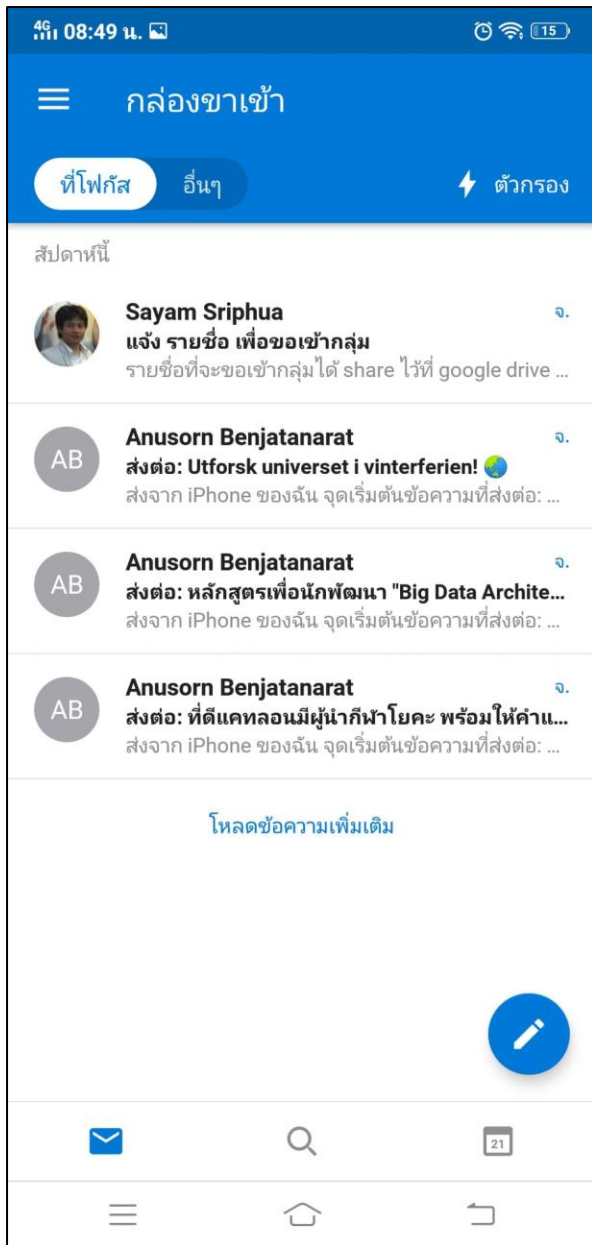 4G 08:49 น. 15
กล่องขาเข้า
ที่โฟกัส อื่นๆ ตัวกรอง
สัปดาห์นี้
Sayam Sriphua จ.
แจ้ง รายชื่อ เพื่อขอเข้ากลุ่ม
รายชื่อที่จะขอเข้ากลุ่มได้ share ไว้ที่ google drive ...
AB Anusorn Benjatanarat จ.
ส่งต่อ: Utforsk universet i vinterferien! 🌏
ส่งจาก iPhone ของฉัน จุดเริ่มต้นข้อความที่ส่งต่อ: ...
AB Anusorn Benjatanarat จ.
ส่งต่อ: หลักสูตรเพื่อนักพัฒนา "Big Data Archite...
ส่งจาก iPhone ของฉัน จุดเริ่มต้นข้อความที่ส่งต่อ: ...
AB Anusorn Benjatanarat จ.
ส่งต่อ: ที่ดีแคทลอนมีผู้นำกีฬาโยคะ พร้อมให้คำแ...
ส่งจาก iPhone ของฉัน จุดเริ่มต้นข้อความที่ส่งต่อ: ...
โหลดข้อความเพิ่มเติม
21